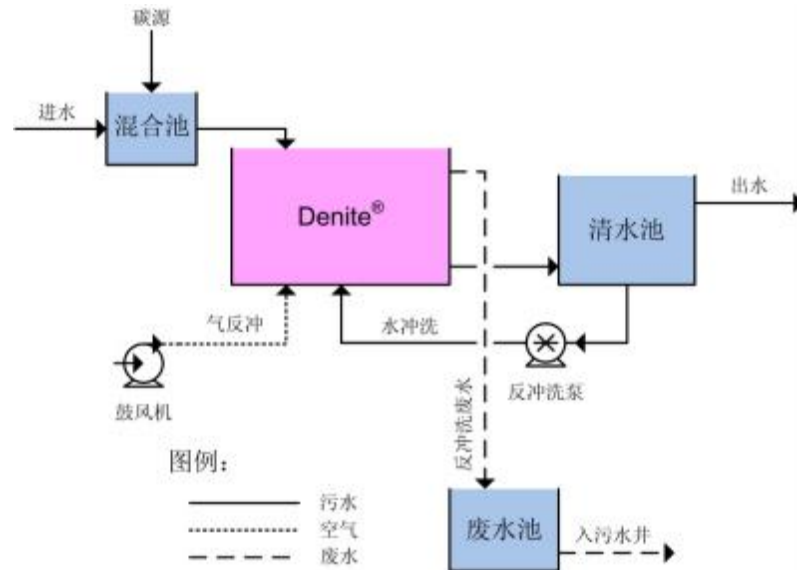 碳源
进水
混合池
Denite®
清水池
出水
气反冲
水冲洗
鼓风机
反冲洗泵
反冲洗废水
图例：
污水
空气
废水
废水池
入污水井